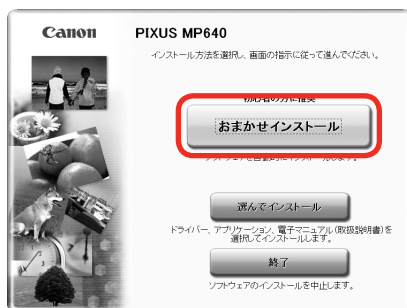 Canon
PIXUS MP640
インストール方法を選択し、画面の指示に従って進んでください。
初心者の方に推奨
おまかせインストール
ソフトウェアを自動的にインストールします。
選んでインストール
ドライバー、アプリケーション、電子マニュアル(取扱説明書)を
選択してインストールします。
終了
ソフトウェアのインストールを中止します。